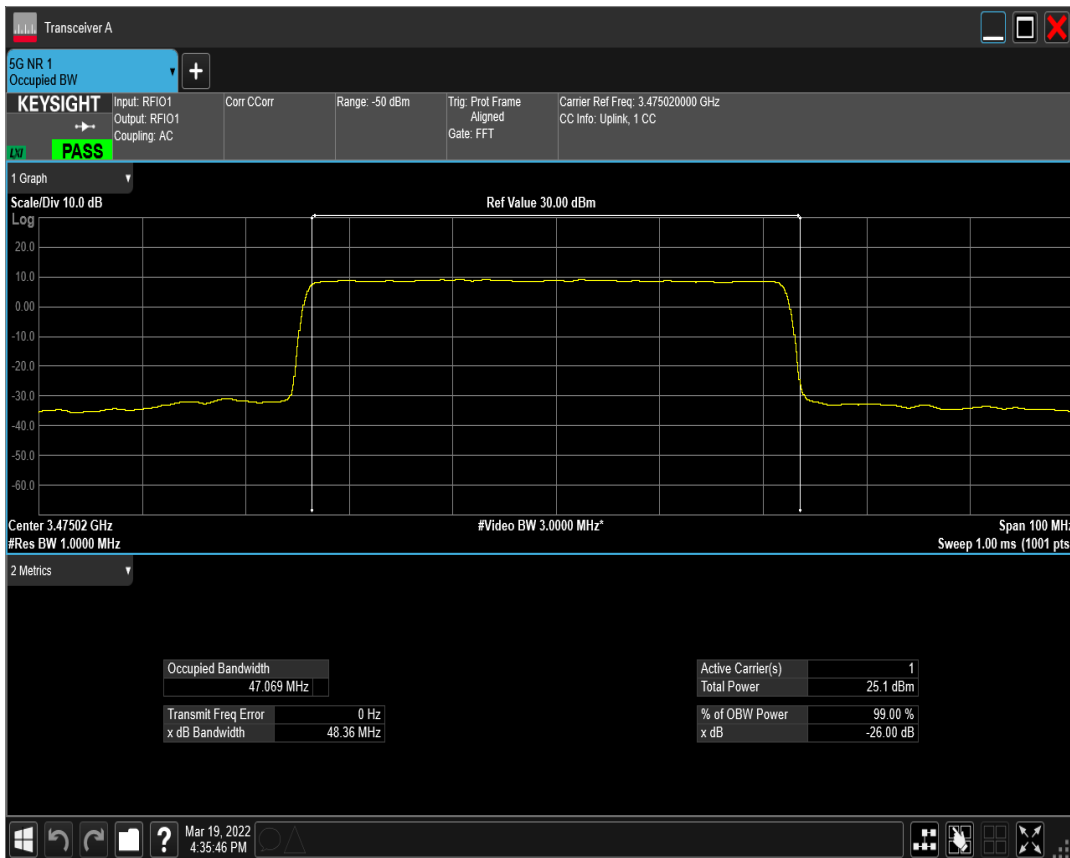 Transceiver A
5G NR 1
Occupied BW
KEYSIGHT
LXI
PASS
Input: RFIO1
Output: RFIO1
Coupling: AC
Corr CCorr
Range: -50 dBm
Trig: Prot Frame
Aligned
Gate: FFT
Carrier Ref Freq: 3.475020000 GHz
CC Info: Uplink, 1 CC
1 Graph
Scale/Div 10.0 dB
Ref Value 30.00 dBm
Log
20.0
10.0
0.00
-10.0
-20.0
-30.0
-40.0
-50.0
-60.0
Center 3.47502 GHz
#Video BW 3.0000 MHz*
Span 100 MHz
#Res BW 1.0000 MHz
Sweep 1.00 ms (1001 pts
2 Metrics
Occupied Bandwidth
47.069 MHz
Transmit Freq Error 0 Hz
x dB Bandwidth 48.36 MHz
Active Carrier(s) 1
Total Power 25.1 dBm
% of OBW Power 99.00 %
x dB -26.00 dB
?
Mar 19, 2022
4:35:46 PM